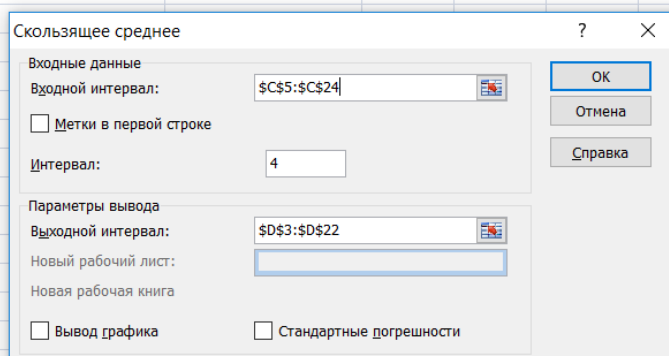 Скользящее среднее ?
Входные данные
Входной интервал: $C$5:$C$24 ОК
Метки в первой строке Отмена
Интервал: 4 Справка
Параметры вывода
Выходной интервал: $D$3:$D$22
Новый рабочий лист:
Новая рабочая книга
Вывод графика Стандартные погрешности